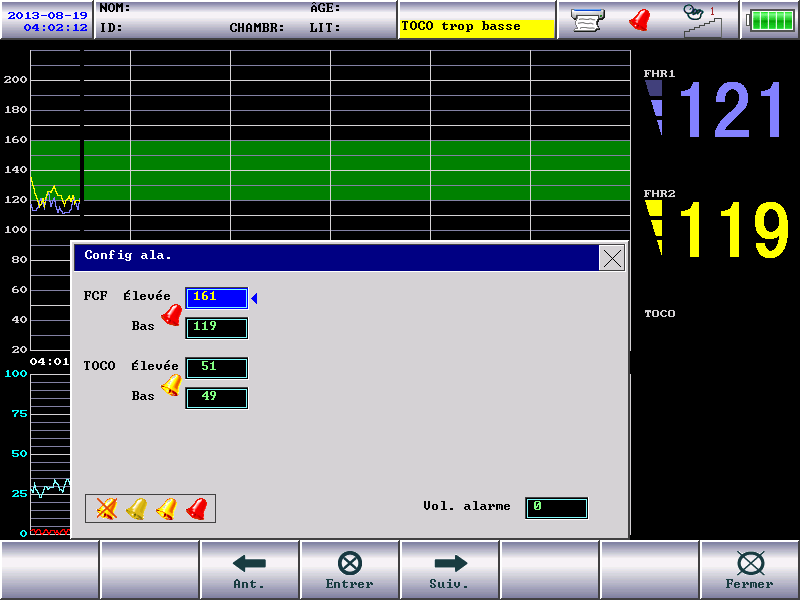 2013-08-19
04:02:12
NOM:
ÂGE:
ID:
CHAMBR:
LIT:
TOCO trop basse
1
FHR1
121
FHR2
119
TOCO
200
180
160
140
120
100
80
60
40
20
04:01
100
75
50
25
0
Config ala.
FCF Élevée 161
Bas 119
TOCO Élevée 51
Bas 49
Vol. alarme 0
Ant.
Entrer
Suiv.
Fermer